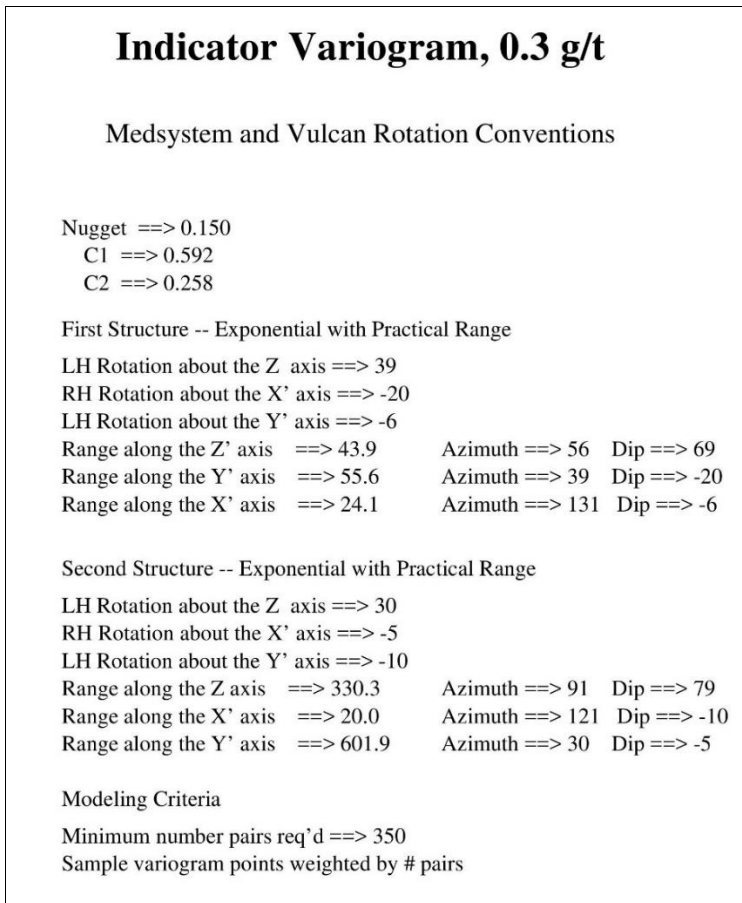 Indicator Variogram, 0.3 g/t
Medsystem and Vulcan Rotation Conventions
Nugget ==> 0.150
C1 ==> 0.592
C2 ==> 0.258
First Structure -- Exponential with Practical Range
LH Rotation about the Z axis ==> 39
RH Rotation about the X’ axis ==> -20
LH Rotation about the Y’ axis ==> -6
Range along the Z’ axis ==> 43.9 Azimuth ==> 56 Dip ==> 69
Range along the Y’ axis ==> 55.6 Azimuth ==> 39 Dip ==> -20
Range along the X’ axis ==> 24.1 Azimuth ==> 131 Dip ==> -6
Second Structure -- Exponential with Practical Range
LH Rotation about the Z axis ==> 30
RH Rotation about the X’ axis ==> -5
LH Rotation about the Y’ axis ==> -10
Range along the Z axis ==> 330.3 Azimuth ==> 91 Dip ==> 79
Range along the X’ axis ==> 20.0 Azimuth ==> 121 Dip ==> -10
Range along the Y’ axis ==> 601.9 Azimuth ==> 30 Dip ==> -5
Modeling Criteria
Minimum number pairs req’d ==> 350
Sample variogram points weighted by # pairs